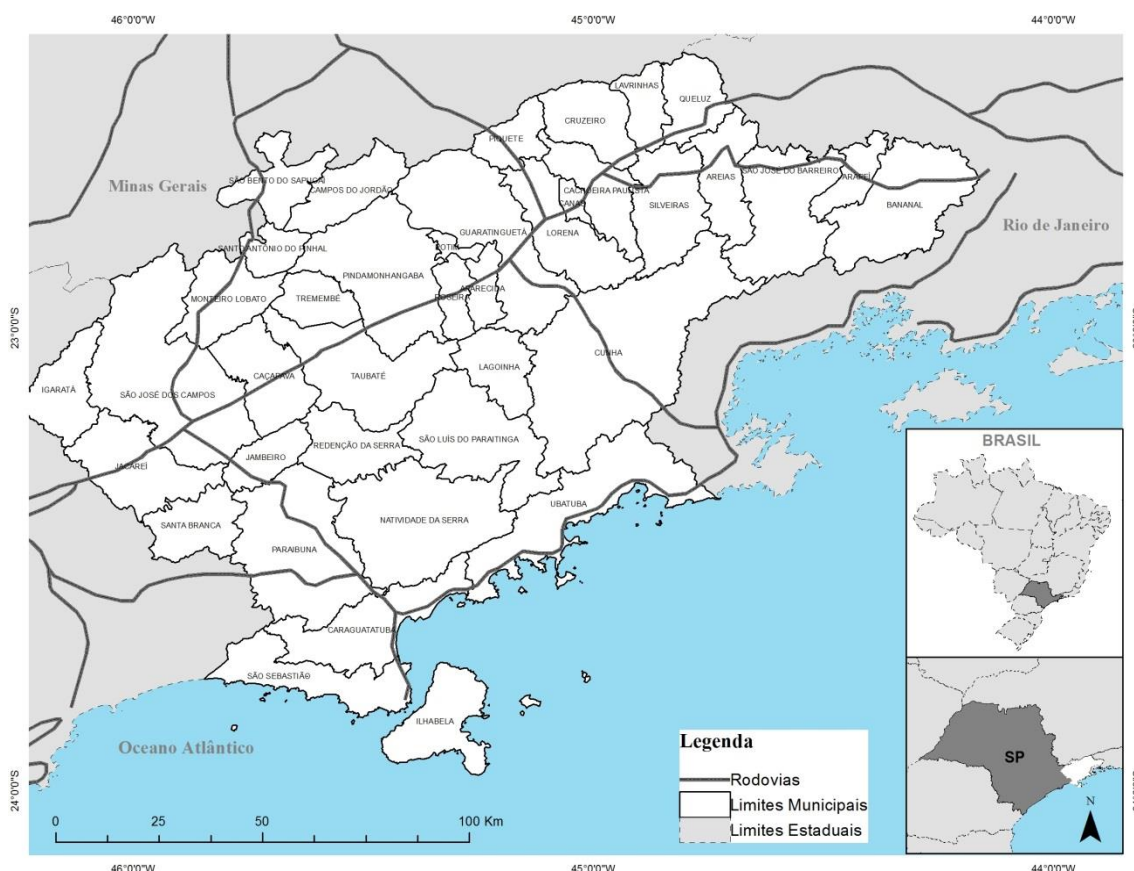 46°0'0"W
45°0'0"W
44°0'0"W
LAVRINHAS
QUELUZ
CRUZEIRO
PIQUETE
Minas Gerais
SÃO BENTO DO SAPUCAÍ
CAMPOS DO JORDÃO
CACHOEIRA PAULISTA
CANAS
SILVEIRAS
AREIAS
SÃO JOSÉ DO BARREIRO
ARAPEÍ
BANANAL
Rio de Janeiro
GUARATINGUETÁ
LORENA
SANTO ANTÔNIO DO PINHAL
POTIM
PINDAMONHANGABA
APARECIDA
ROSEIRA
MONTEIRO LOBATO
TREMEMBÉ
23°0'0"S
CUNHA
LAGOINHA
CAÇAPAVA
TAUBATÉ
IGARATÁ
SÃO JOSÉ DOS CAMPOS
SÃO LUÍS DO PARAITINGA
REDENÇÃO DA SERRA
JAMBEIRO
JACAREÍ
BRASIL
UBATUBA
NATIVIDADE DA SERRA
SANTA BRANCA
PARAIBUNA
CARAGUATATUBA
SÃO SEBASTIÃO
ILHABELA
Oceano Atlântico
SP
N
Legenda
Rodovias
Limites Municipais
Limites Estaduais
24°0'0"S
0 25 50 100 Km
46°0'0"W
45°0'0"W
44°0'0"W